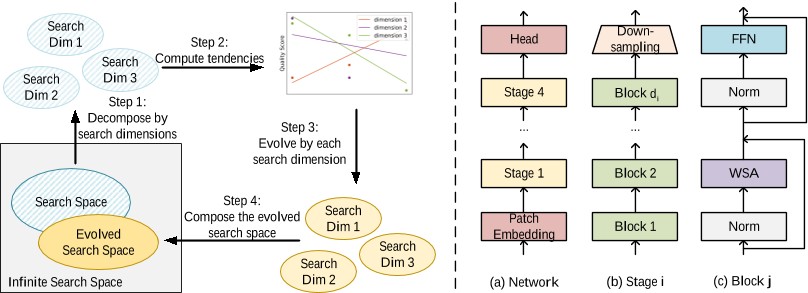 Search
Dim 1
Search
Dim 2
Search
Dim 3
Step 1:
Decompose by
search dimensions
Step 2:
Compute tendencies
Quality Score
dimension 1
dimension 2
dimension 3
Step 3:
Evolve by each
search dimension
Search
Dim 1
Search
Dim 2
Search
Dim 3
Step 4:
Compose the evolved
search space
Search Space
Evolved
Search Space
Infinite Search Space
Head
Stage 4
...
Stage 1
Patch
Embedding
(a) Network
Down-
sampling
Block di
...
Block 2
Block 1
(b) Stage i
FFN
Norm
WSA
Norm
(c) Block j